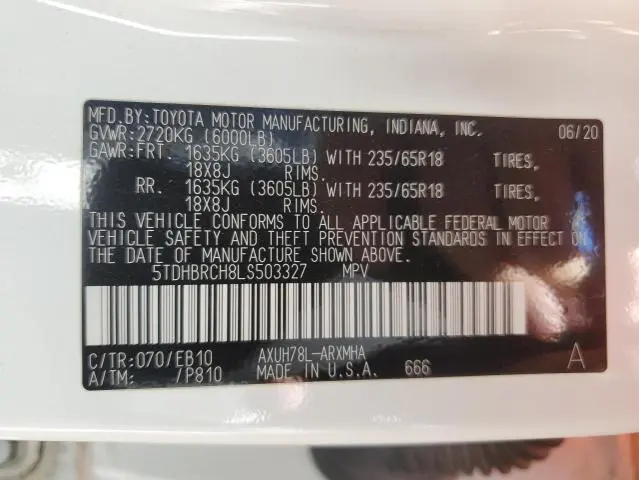 MFD.BY:TOYOTA MOTOR MANUFACTURING, INDIANA, INC. 06/20
GVWR:2720KG (6000LB)
GAWR:FRT. 1635KG (3605LB) WITH 235/65R18 TIRES,
18X8J RIMS.
RR. 1635KG (3605LB) WITH 235/65R18 TIRES,
18X8J RIMS.
THIS VEHICLE CONFORMS TO ALL APPLICABLE FEDERAL MOTOR
VEHICLE SAFETY AND THEFT PREVENTION STANDARDS IN EFFECT ON
THE DATE OF MANUFACTURE SHOWN ABOVE.
5TDHBRCH8LS503327 MPV
C/TR:070/EB10 AXUH78L-ARXMHA A
A/TM: /P810 MADE IN U.S.A. 666